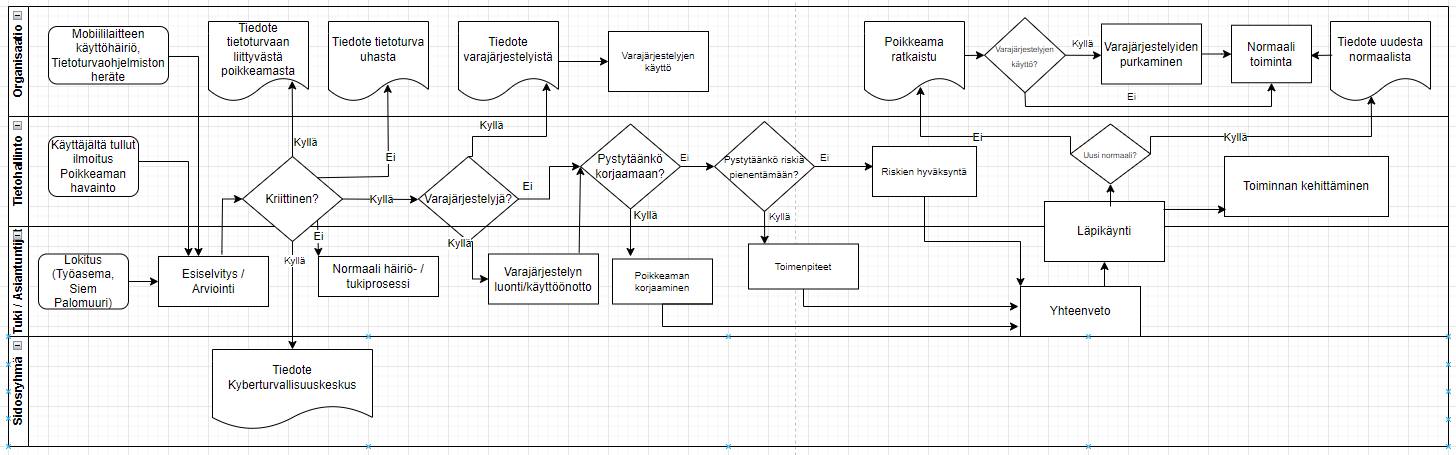 Organisaatio
Mobiililaitteen
käyttöhäiriö,
Tietoturvaohjelmiston
heräte
Tiedote
tietoturvaan
liittyvästä
poikkeamasta
Tiedote tietoturva
uhasta
Tiedote
varajärjestelyistä
Varajärjestelyjen
käyttö
Poikkeama
ratkaistu
Varajärjestelyjen
käyttö?
Kyllä
Ei
Varajärjestelyiden
purkaminen
Normaali
toiminta
Tiedote uudesta
normaalista
Tietohallinto
Käyttäjältä tullut
ilmoitus
Poikkeaman
havainto
Kyllä
Ei
Kriittinen?
Kyllä
Ei
Kyllä
Kyllä
Varajärjestelyjä?
Ei
Kyllä
Pystytäänkö
korjaamaan?
Ei
Kyllä
Pystytäänkö riskiä
pienentämään?
Ei
Kyllä
Riskien hyväksyntä
Ei
Uusi normaali?
Kyllä
Toiminnan kehittäminen
Läpikäynti
Tuki / Asiantuntijat
Lokitus
(Työasema,
Siem
Palomuuri)
Esiselvitys /
Arviointi
Normaali häiriö- /
tukiprosessi
Varajärjestelyn
luonti/käyttöönotto
Poikkeaman
korjaaminen
Toimenpiteet
Yhteenveto
Sidosryhmä
Tiedote
Kyberturvallisuuskeskus